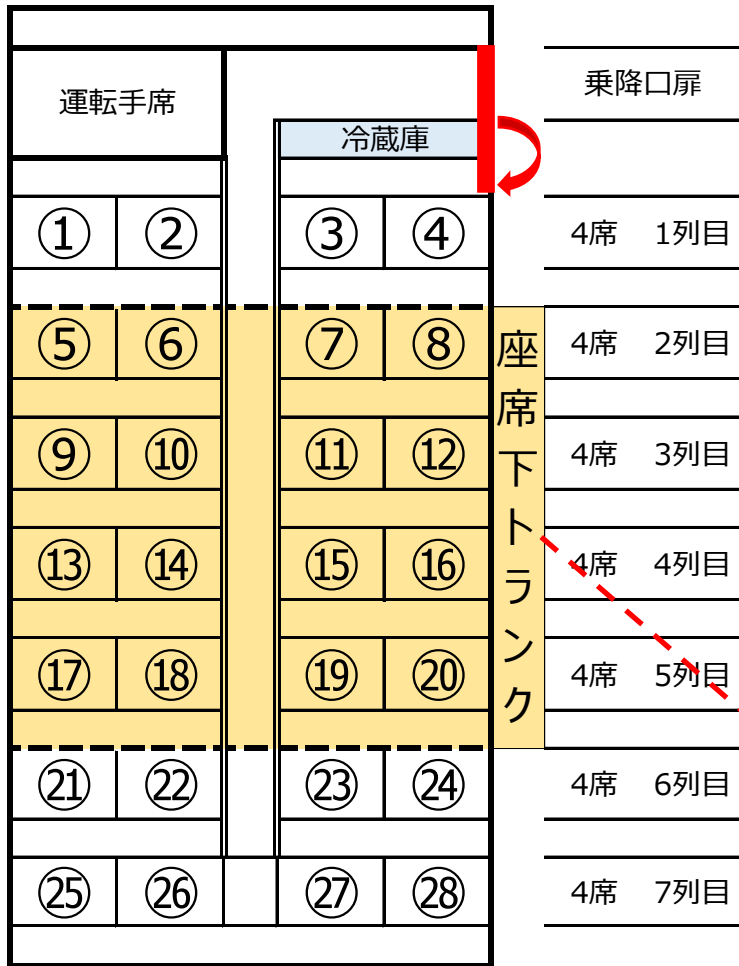 運転手席
乗降口扉
冷蔵庫
① ② ③ ④ 4席 1列目
⑤ ⑥ ⑦ ⑧ 4席 2列目
⑨ ⑩ ⑪ ⑫ 4席 3列目
⑬ ⑭ ⑮ ⑯ 4席 4列目
⑰ ⑱ ⑲ ⑳ 4席 5列目
㉑ ㉒ ㉓ ㉔ 4席 6列目
㉕ ㉖ ㉗ ㉘ 4席 7列目
座席下トランク